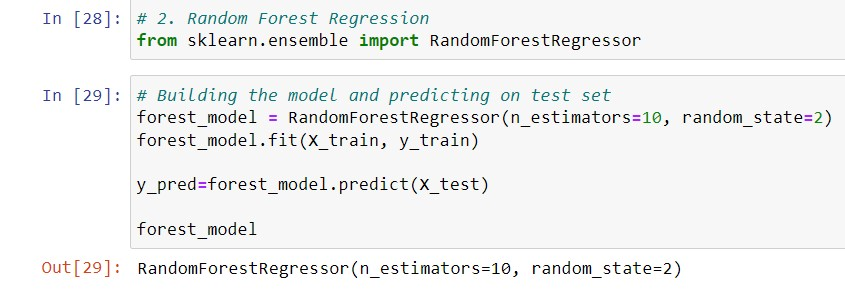 In [28]: # 2. Random Forest Regression
from sklearn.ensemble import RandomForestRegressor
In [29]: # Building the model and predicting on test set
forest_model = RandomForestRegressor(n_estimators=10, random_state=2)
forest_model.fit(X_train, y_train)
y_pred=forest_model.predict(X_test)
forest_model
Out[29]: RandomForestRegressor(n_estimators=10, random_state=2)